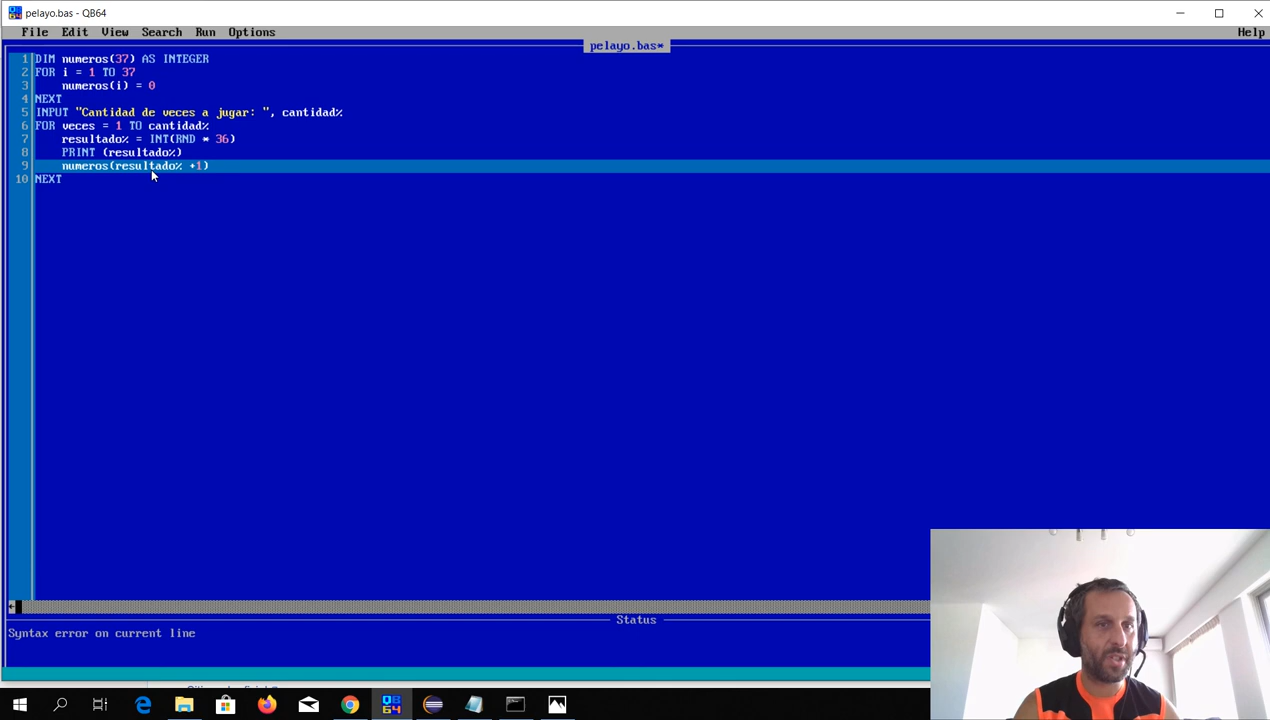 pelayo.bas - QB64
File Edit View Search Run Options Help
pelayo.bas*
1 DIM numeros(37) AS INTEGER
2 FOR i = 1 TO 37
3 numeros(i) = 0
4 NEXT
5 INPUT "Cantidad de veces a jugar: ", cantidad%
6 FOR veces = 1 TO cantidad%
7 resultado% = INT(RND * 36)
8 PRINT (resultado%)
9 numeros(resultado% +1)
10 NEXT
Status
Syntax error on current line
QB
64